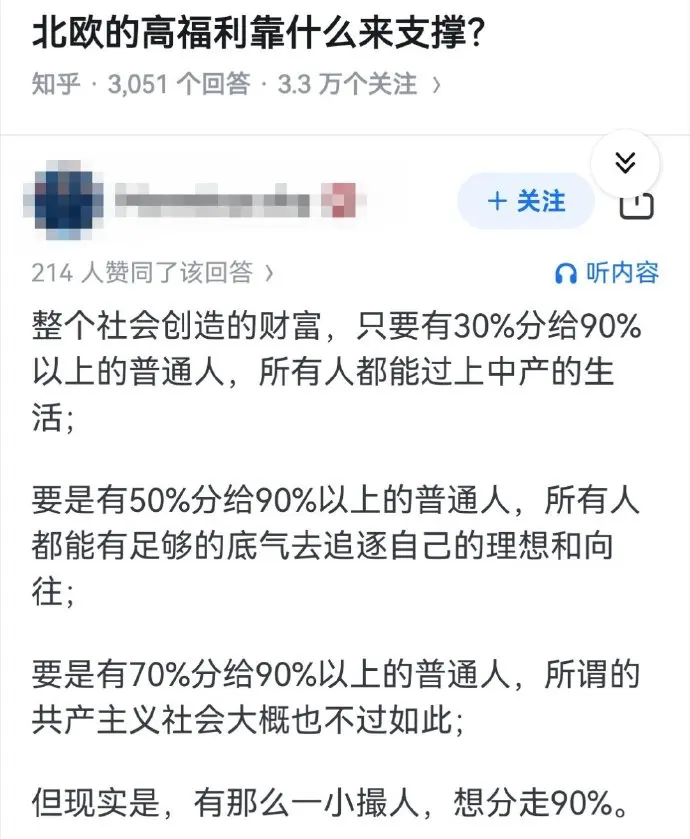 北欧的高福利靠什么来支撑?
知乎 · 3,051 个回答 · 3.3 万个关注 >
+ 关注
214 人赞同了该回答 >
听内容
整个社会创造的财富，只要有30%分给90%
以上的普通人，所有人都能过上中产的生
活；
要是有50%分给90%以上的普通人，所有人
都能有足够的底气去追逐自己的理想和向
往；
要是有70%分给90%以上的普通人，所谓的
共产主义社会大概也不过如此；
但现实是，有那么一小撮人，想分走90%。